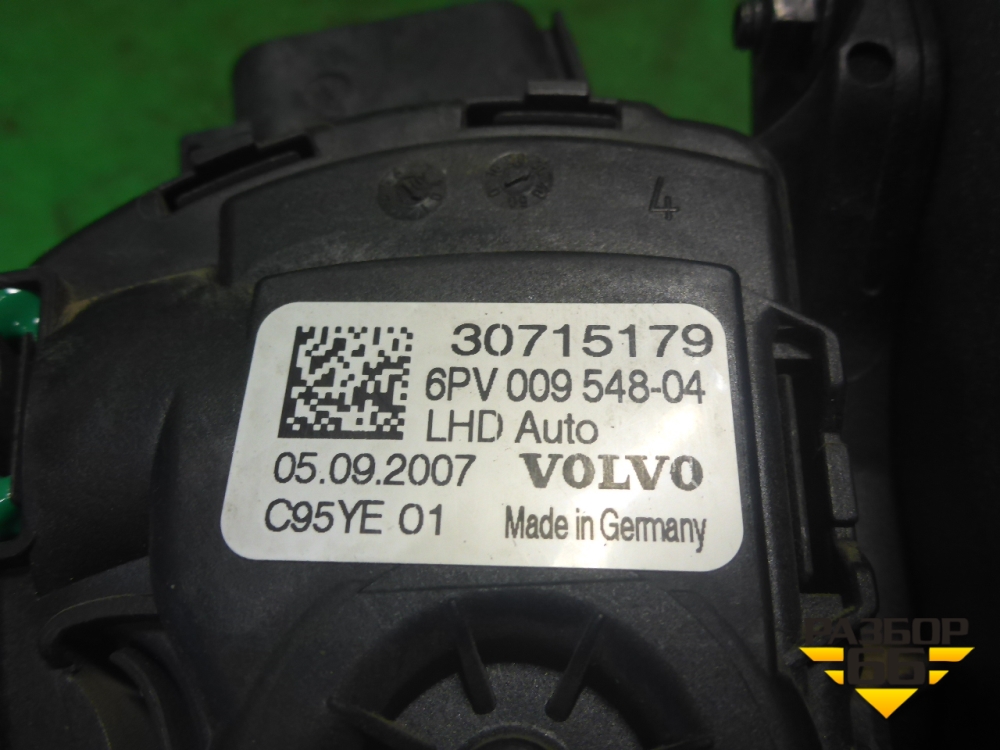 4
30715179
6PV 009 548-04
LHD Auto
05.09.2007 VOLVO
C95YE 01 Made in Germany
РАЗБОР
66